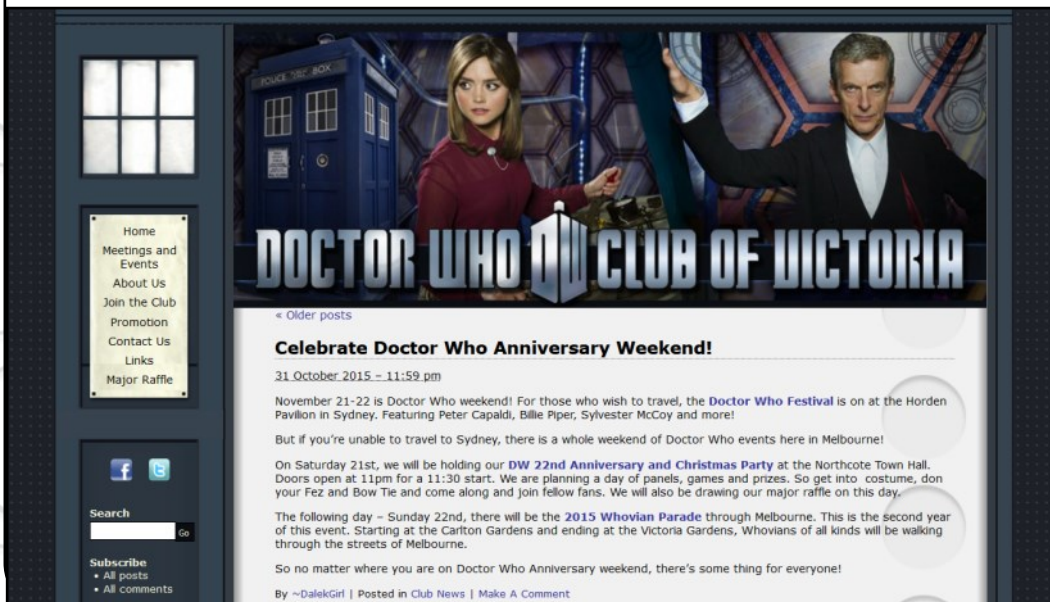 POLICE BOX
DOCTOR WHO DW CLUB OF VICTORIA
Home
Meetings and
Events
About Us
Join the Club
Promotion
Contact Us
Links
Major Raffle
Search
Go
Subscribe
• All posts
• All comments
« Older posts
Celebrate Doctor Who Anniversary Weekend!
31 October 2015 – 11:59 pm
November 21-22 is Doctor Who weekend! For those who wish to travel, the Doctor Who Festival is on at the Horden
Pavilion in Sydney. Featuring Peter Capaldi, Billie Piper, Sylvester McCoy and more!
But if you're unable to travel to Sydney, there is a whole weekend of Doctor Who events here in Melbourne!
On Saturday 21st, we will be holding our DW 22nd Anniversary and Christmas Party at the Northcote Town Hall.
Doors open at 11pm for a 11:30 start. We are planning a day of panels, games and prizes. So get into costume, don
your Fez and Bow Tie and come along and join fellow fans. We will also be drawing our major raffle on this day.
The following day – Sunday 22nd, there will be the 2015 Whovian Parade through Melbourne. This is the second year
of this event. Starting at the Carlton Gardens and ending at the Victoria Gardens, Whovians of all kinds will be walking
through the streets of Melbourne.
So no matter where you are on Doctor Who Anniversary weekend, there's some thing for everyone!
By ~DalekGirl | Posted in Club News | Make A Comment